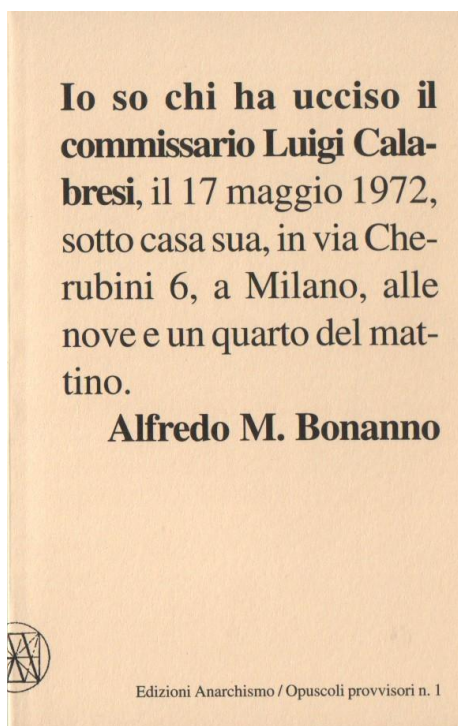 Io so chi ha ucciso il
commissario Luigi Cala-
bresi, il 17 maggio 1972,
sotto casa sua, in via Che-
rubini 6, a Milano, alle
nove e un quarto del mat-
tino.
Alfredo M. Bonanno
Edizioni Anarchismo / Opuscoli provvisori n. 1